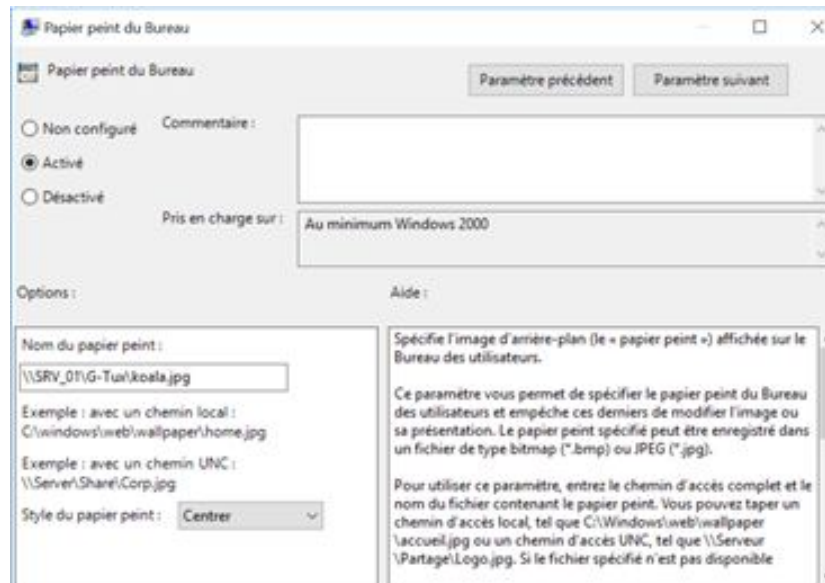 Papier peint du Bureau
Papier peint du Bureau
Paramètre précédent
Paramètre suivant
Non configuré
Commentaire :
Activé
Désactivé
Pris en charge sur :
Au minimum Windows 2000
Options :
Aide :
Nom du papier peint :
\\SRV_01\G-Tux\koala.jpg
Exemple : avec un chemin local :
C:\windows\web\wallpaper\home.jpg
Exemple : avec un chemin UNC :
\\Server\Share\Corp.jpg
Style du papier peint :
Centrer
Spécifie l'image d'arrière-plan (le « papier peint ») affichée sur le
Bureau des utilisateurs.
Ce paramètre vous permet de spécifier le papier peint du Bureau
des utilisateurs et empêche ces derniers de modifier l'image ou
sa présentation. Le papier peint spécifié peut être enregistré dans
un fichier de type bitmap (*.bmp) ou JPEG (*.jpg).
Pour utiliser ce paramètre, entrez le chemin d'accès complet et le
nom du fichier contenant le papier peint. Vous pouvez taper un
chemin d'accès local, tel que C:\Windows\web\wallpaper
\accueil.jpg ou un chemin d'accès UNC, tel que \\Serveur
\Partage\Logo.jpg. Si le fichier spécifié n'est pas disponible